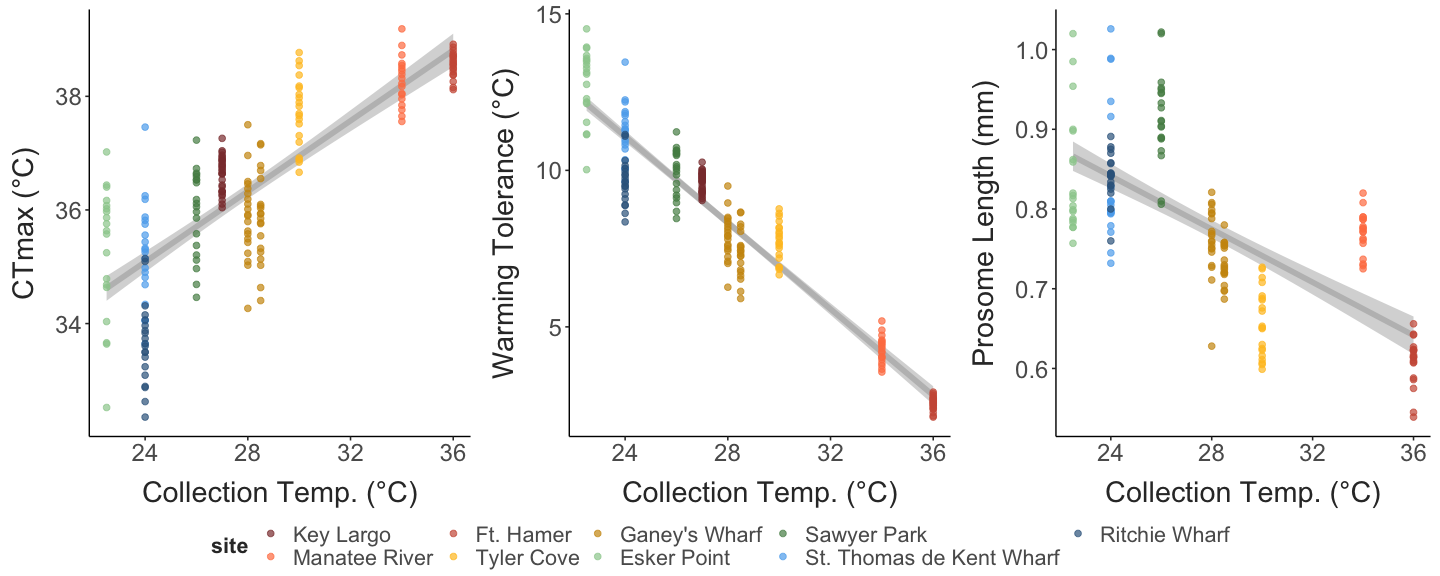 CTmax (°C)
38
36
34
24
28
32
36
Collection Temp. (°C)
Warming Tolerance (°C)
15
10
5
24
28
32
36
Collection Temp. (°C)
Prosome Length (mm)
1.0
0.9
0.8
0.7
0.6
24
28
32
36
Collection Temp. (°C)
site
Key Largo
Ft. Hamer
Ganey's Wharf
Sawyer Park
Ritchie Wharf
Manatee River
Tyler Cove
Esker Point
St. Thomas de Kent Wharf